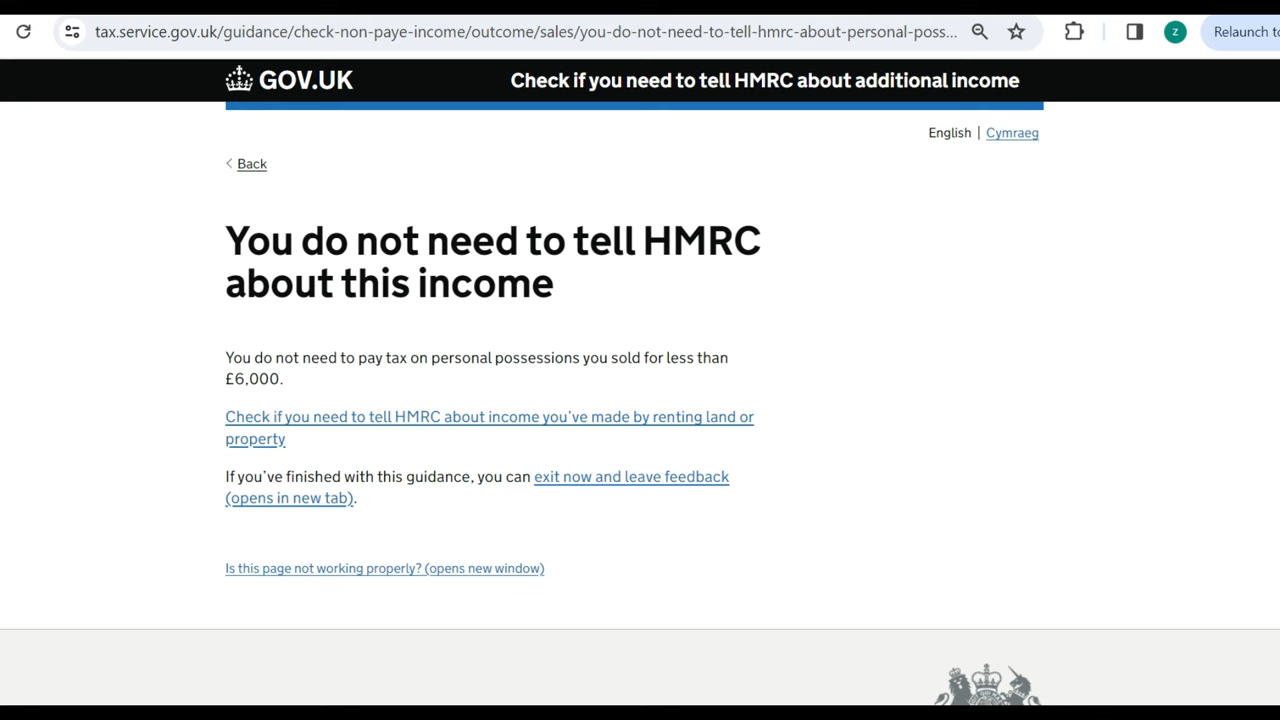 tax.service.gov.uk/guidance/check-non-paye-income/outcome/sales/you-do-not-need-to-tell-hmrc-about-personal-poss...
z
Relaunch to
GOV.UK
Check if you need to tell HMRC about additional income
English | Cymraeg
Back
You do not need to tell HMRC
about this income
You do not need to pay tax on personal possessions you sold for less than
£6,000.
Check if you need to tell HMRC about income you've made by renting land or
property
If you've finished with this guidance, you can exit now and leave feedback
(opens in new tab).
Is this page not working properly? (opens new window)